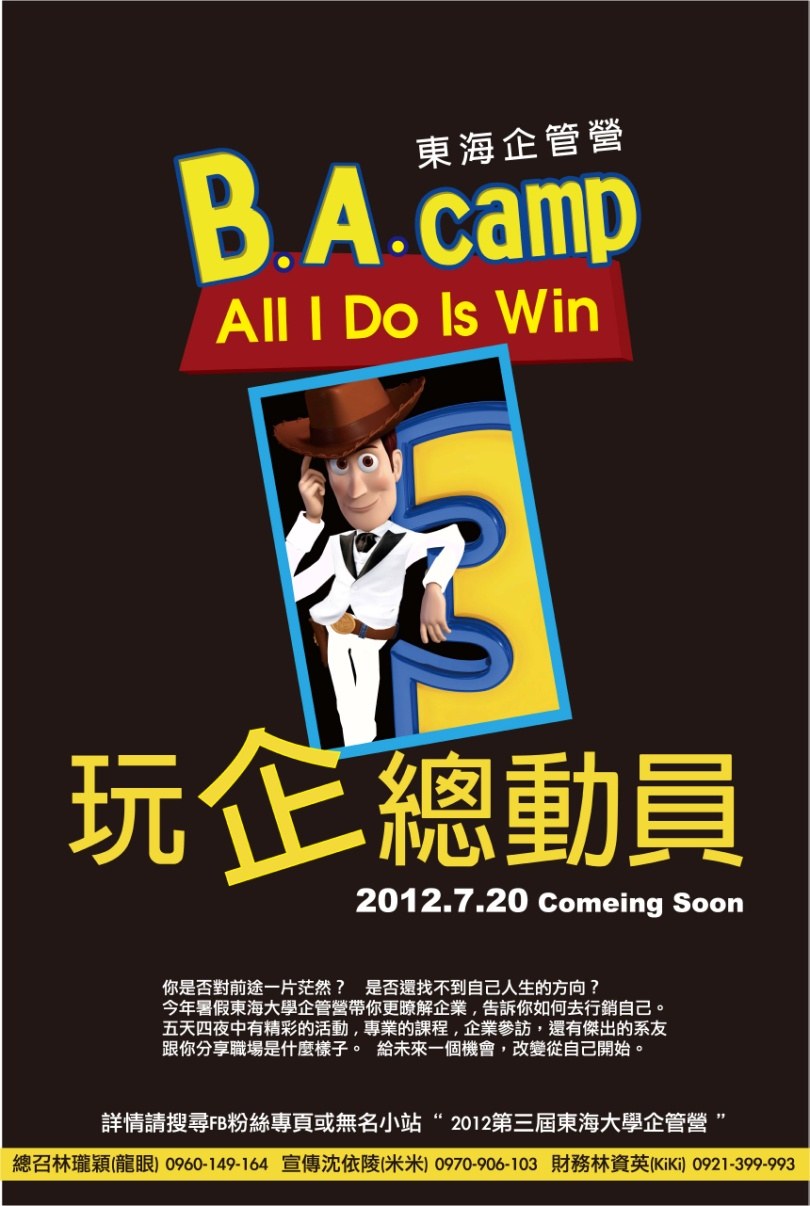 東海企管營
B.A.camp
All I Do Is Win
玩企總動員
2012.7.20 Comeing Soon
你是否對前途一片茫然？ 是否還找不到自己人生的方向？
今年暑假東海大學企管營帶你更瞭解企業，告訴你如何去行銷自己。
五天四夜中有精彩的活動，專業的課程，企業參訪，還有傑出的系友
跟你分享職場是什麼樣子。 給未來一個機會，改變從自己開始。
詳情請搜尋FB粉絲專頁或無名小站 “ 2012第三屆東海大學企管營 ”
總召林瓏穎(龍眼) 0960-149-164 宣傳沈依陵(米米) 0970-906-103 財務林資英(KiKi) 0921-399-993